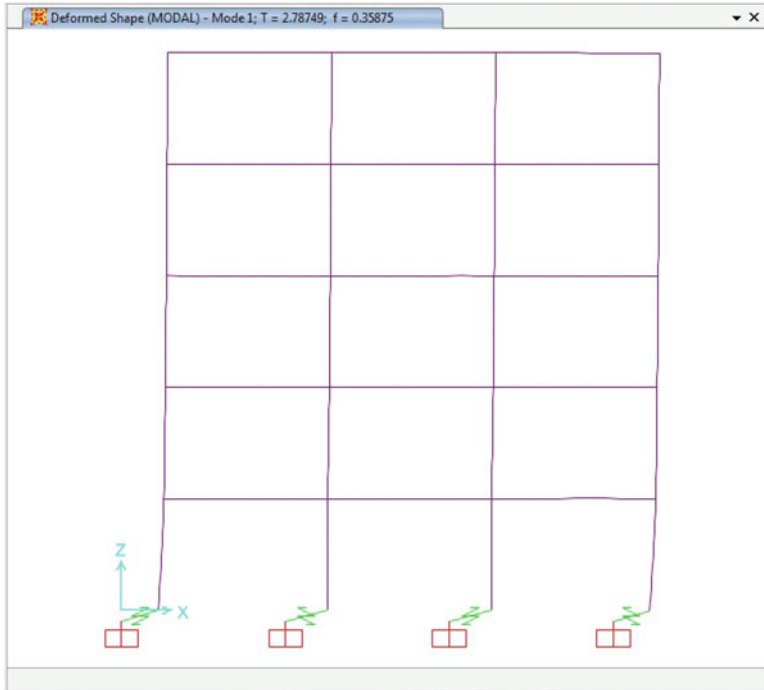 Deformed Shape (MODAL) - Mode 1; T = 2.78749; f = 0.35875
Z
X